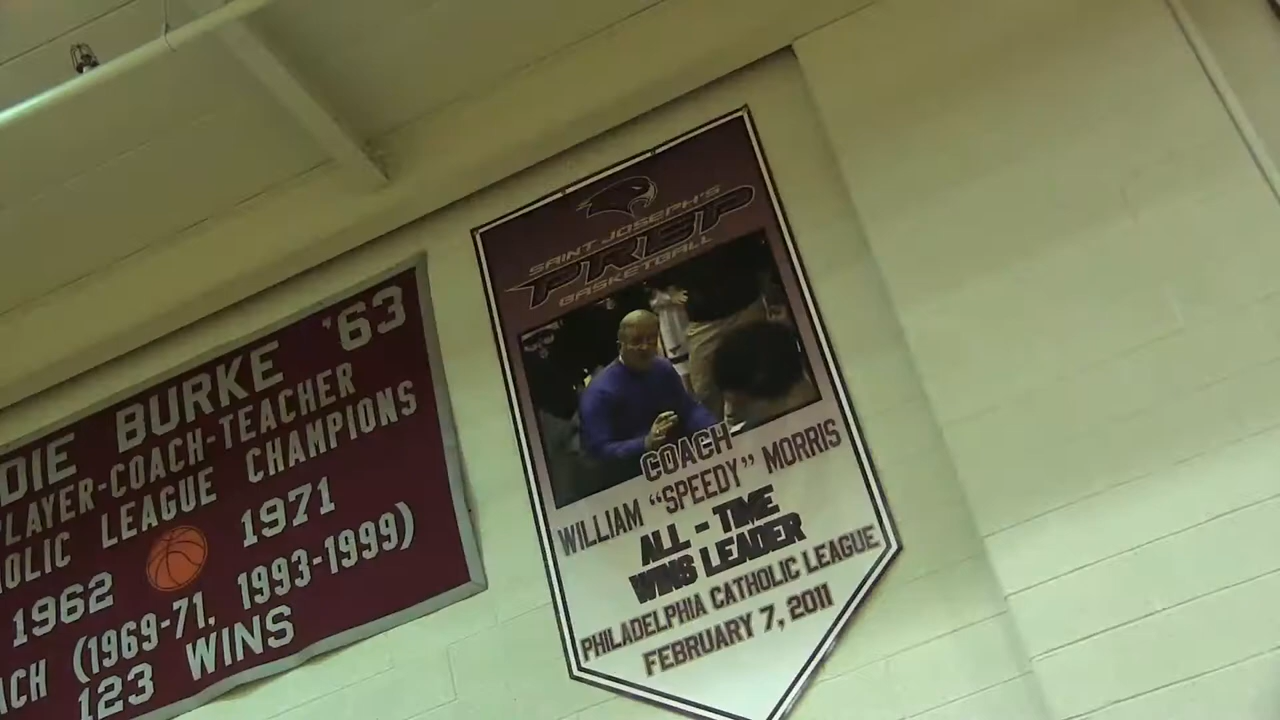 DIE BURKE '63
PLAYER-COACH-TEACHER
OLIC LEAGUE CHAMPIONS
1962 1971
ACH (1969-71, 1993-1999)
123 WINS
SAINT JOSEPH'S
PREP
BASKETBALL
COACH
WILLIAM “SPEEDY” MORRIS
ALL - TIME
WINS LEADER
PHILADELPHIA CATHOLIC LEAGUE
FEBRUARY 7, 2011